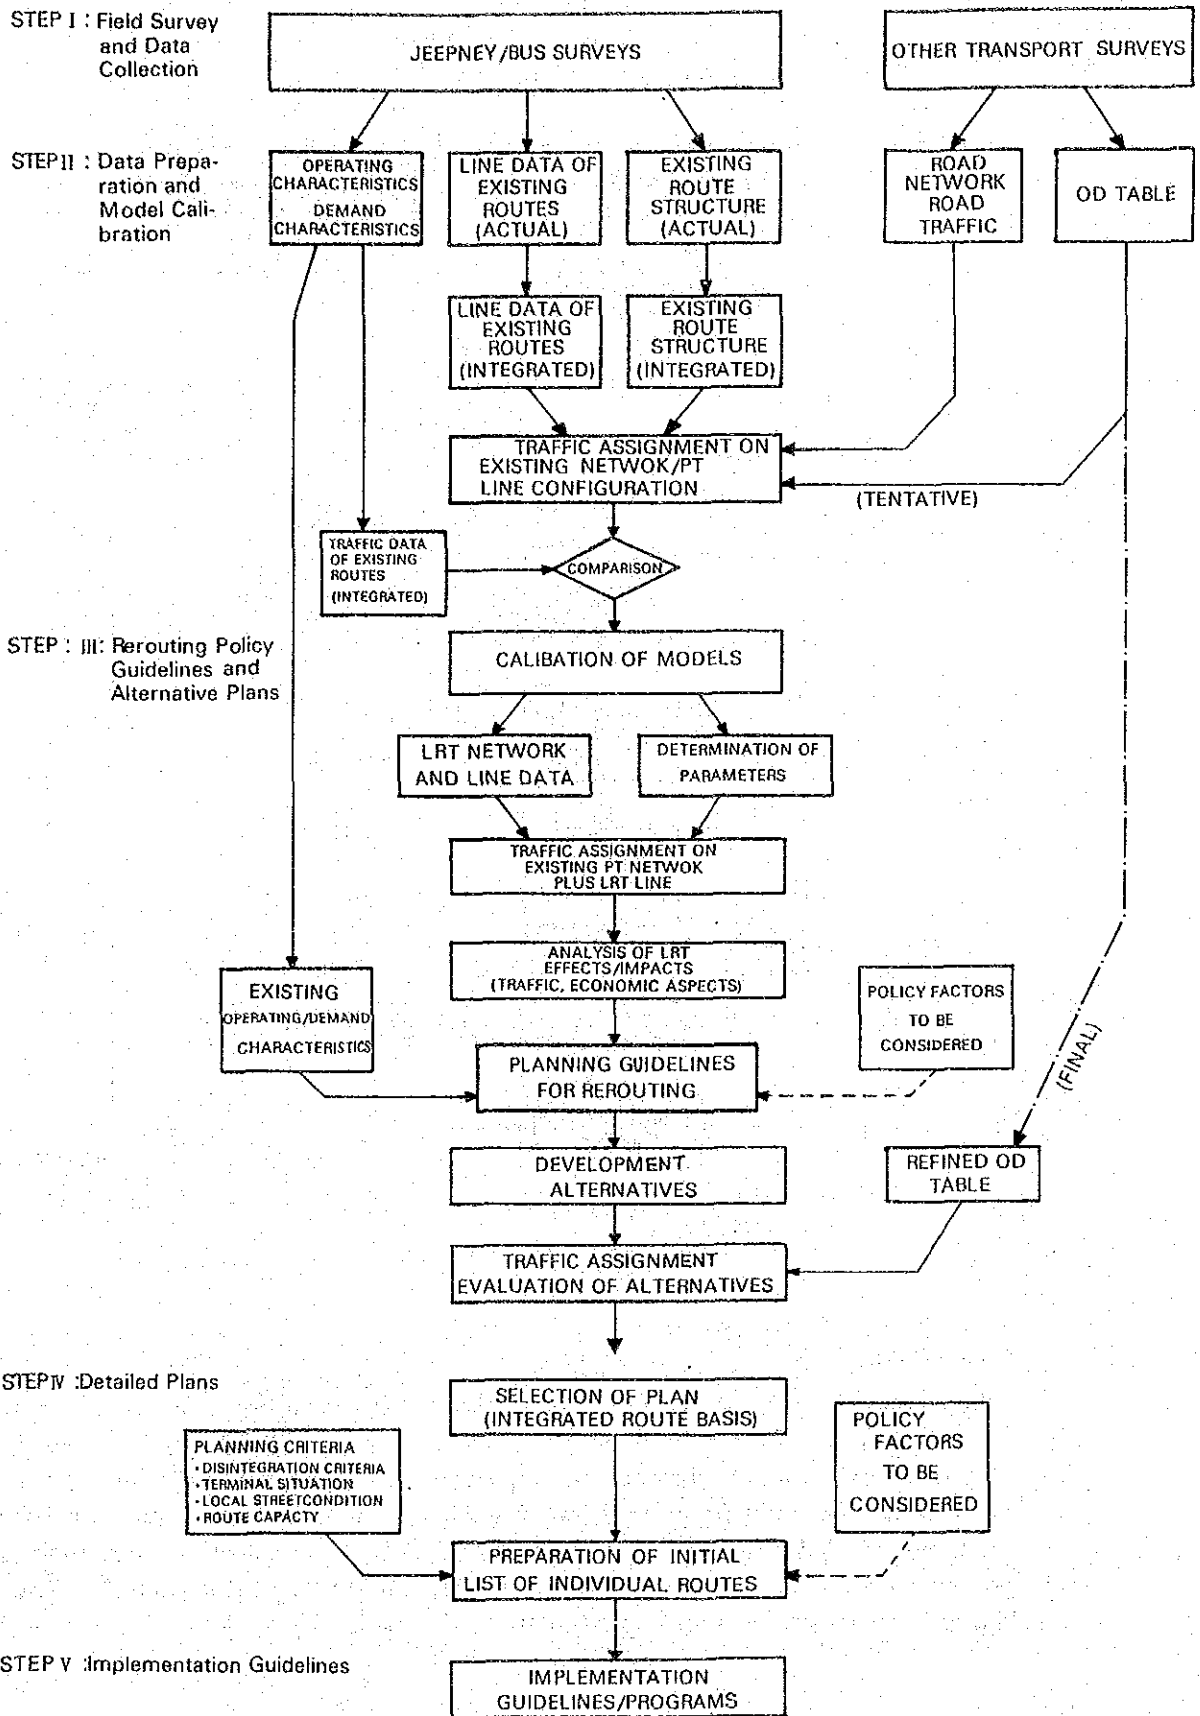 STEP I : Field Survey
and Data
Collection
JEEPNEY/BUS SURVEYS
OTHER TRANSPORT SURVEYS
STEP II : Data Prepa-
ration and
Model Cali-
bration
OPERATING
CHARACTERISTICS
DEMAND
CHARACTERISTICS
LINE DATA OF
EXISTING
ROUTES
(ACTUAL)
EXISTING
ROUTE
STRUCTURE
(ACTUAL)
ROAD
NETWORK
ROAD
TRAFFIC
OD TABLE
LINE DATA OF
EXISTING
ROUTES
(INTEGRATED)
EXISTING
ROUTE
STRUCTURE
(INTEGRATED)
TRAFFIC ASSIGNMENT ON
EXISTING NETWOK/PT
LINE CONFIGURATION
(TENTATIVE)
TRAFFIC DATA
OF EXISTING
ROUTES
(INTEGRATED)
COMPARISON
STEP : III: Rerouting Policy
Guidelines and
Alternative Plans
CALIBATION OF MODELS
LRT NETWORK
AND LINE DATA
DETERMINATION OF
PARAMETERS
TRAFFIC ASSIGNMENT ON
EXISTING PT NETWOK
PLUS LRT LINE
ANALYSIS OF LRT
EFFECTS/IMPACTS
(TRAFFIC, ECONOMIC ASPECTS)
EXISTING
OPERATING/DEMAND
CHARACTERISTICS
POLICY FACTORS
TO BE
CONSIDERED
(FINAL)
PLANNING GUIDELINES
FOR REROUTING
DEVELOPMENT
ALTERNATIVES
REFINED OD
TABLE
TRAFFIC ASSIGNMENT
EVALUATION OF ALTERNATIVES
STEP IV :Detailed Plans
SELECTION OF PLAN
(INTEGRATED ROUTE BASIS)
POLICY
FACTORS
TO BE
CONSIDERED
PLANNING CRITERIA
• DISINTEGRATION CRITERIA
• TERMINAL SITUATION
• LOCAL STREETCONDITION
• ROUTE CAPACTY
PREPARATION OF INITIAL
LIST OF INDIVIDUAL ROUTES
STEP V :Implementation Guidelines
IMPLEMENTATION
GUIDELINES/PROGRAMS